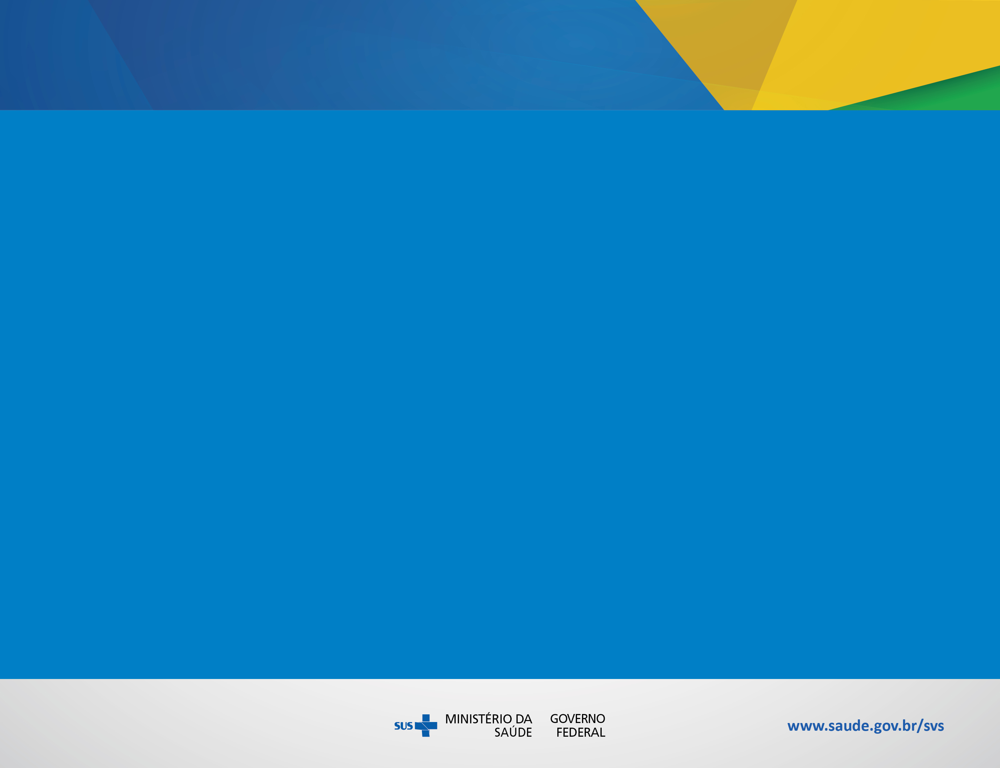 sus
MINISTÉRIO DA
SAÚDE
GOVERNO
FEDERAL
www.saude.gov.br/svs